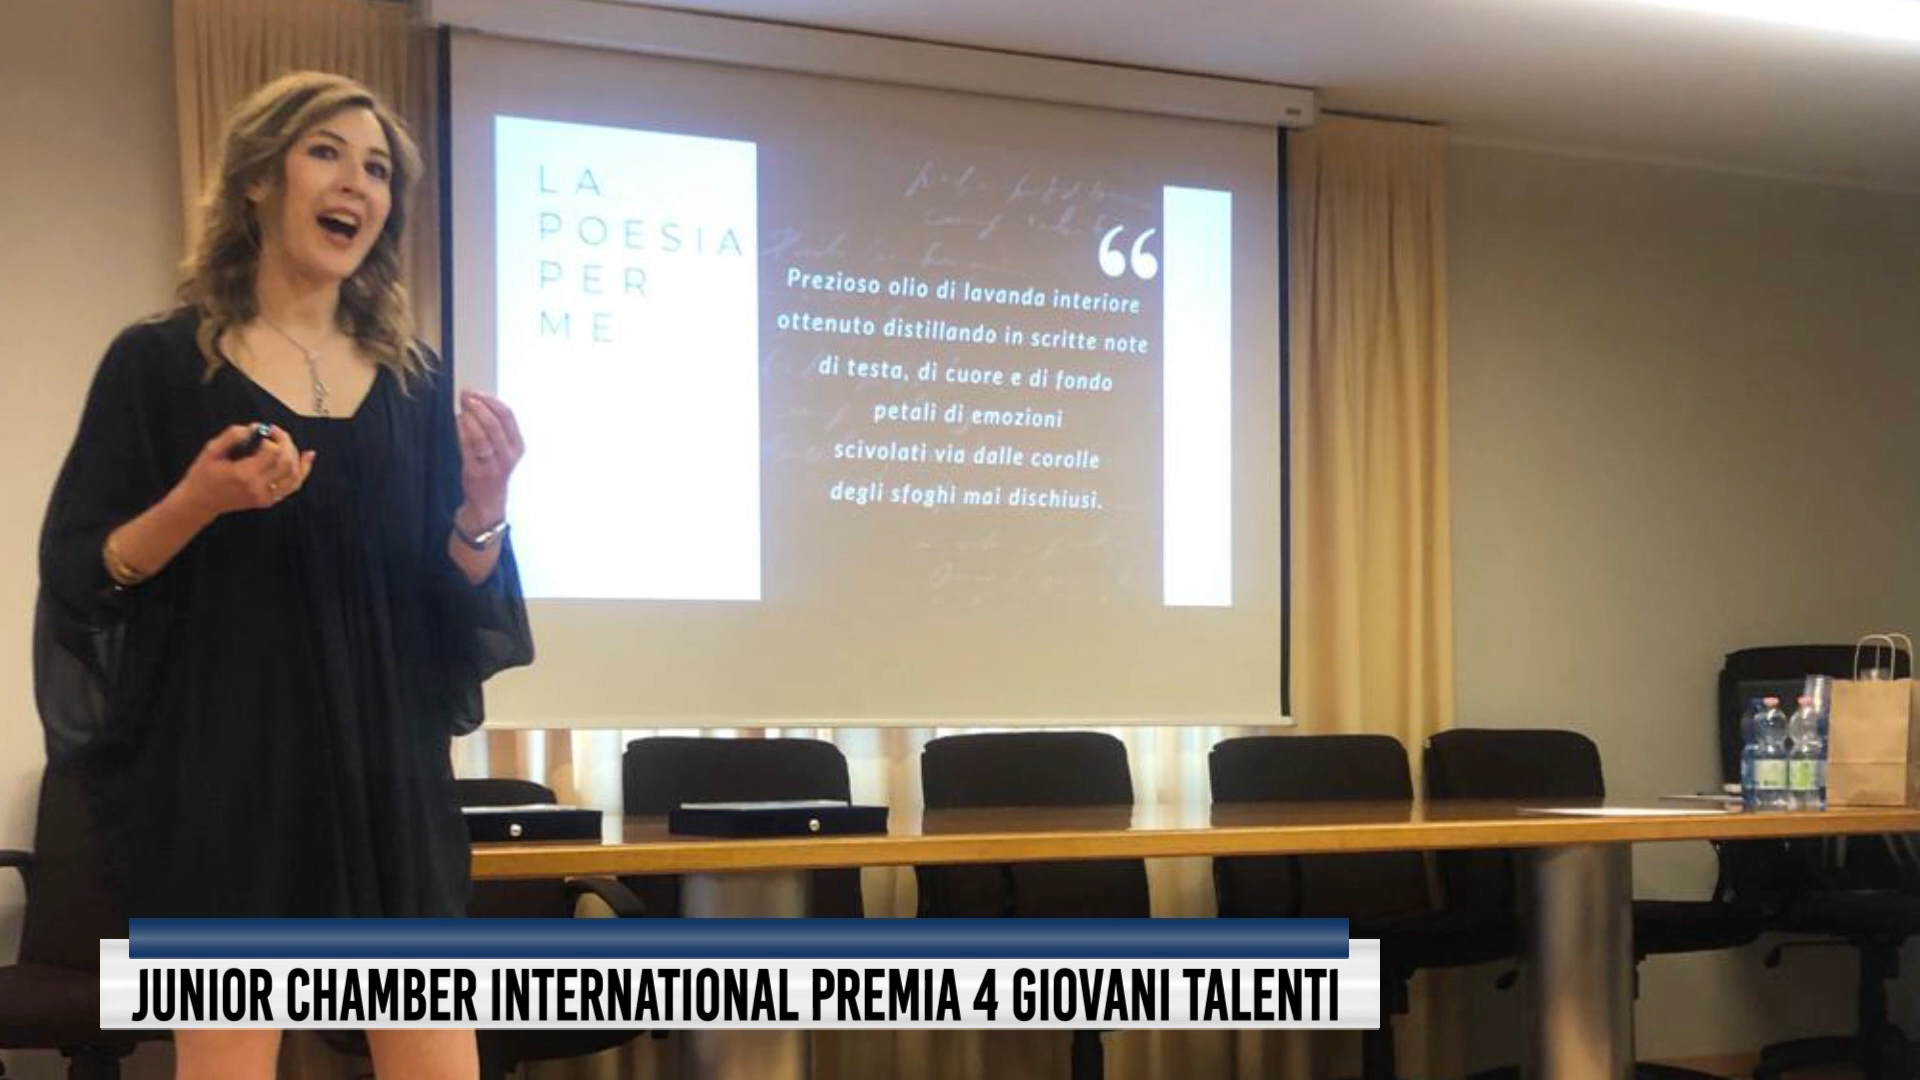 LA
POESIA
PER
ME
“
Prezioso olio di lavanda interiore
ottenuto distillando in scritte note
di testa, di cuore e di fondo
petali di emozioni
scivolati via dalle corolle
degli sfoghi mai dischiusi.
JUNIOR CHAMBER INTERNATIONAL PREMIA 4 GIOVANI TALENTI